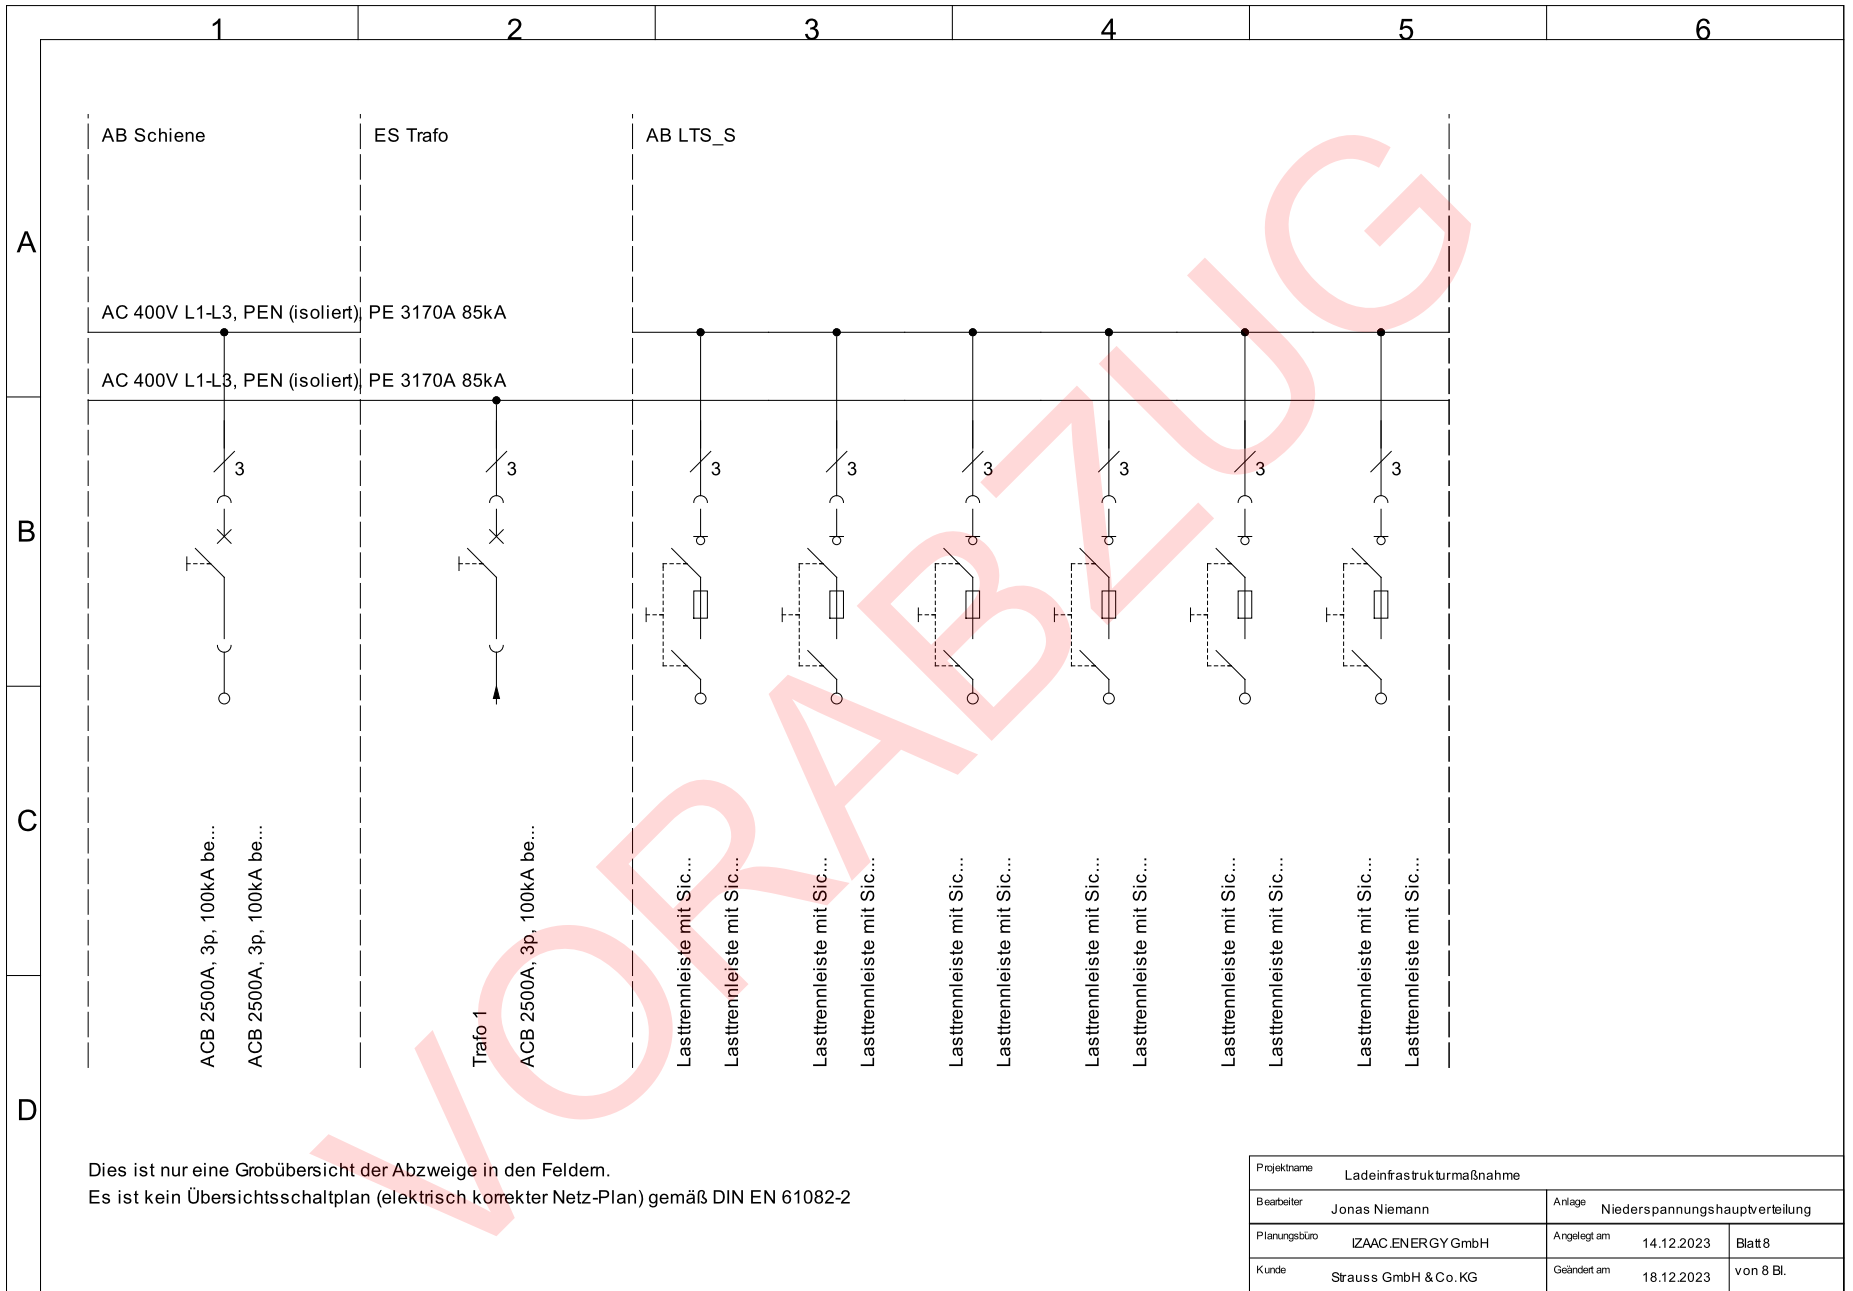 1 2 3 4 5 6
AB Schiene
ES Trafo
AB LTS_S
A
AC 400V L1-L3, PEN (isoliert), PE 3170A 85kA
AC 400V L1-L3, PEN (isoliert), PE 3170A 85kA
3 3 3 3 3 3 3 3
B
C
ACB 2500A, 3p, 100kA be...
ACB 2500A, 3p, 100kA be...
Trafo 1
ACB 2500A, 3p, 100kA be...
Lasttrennleiste mit Sic...
Lasttrennleiste mit Sic...
Lasttrennleiste mit Sic...
Lasttrennleiste mit Sic...
Lasttrennleiste mit Sic...
Lasttrennleiste mit Sic...
Lasttrennleiste mit Sic...
Lasttrennleiste mit Sic...
Lasttrennleiste mit Sic...
Lasttrennleiste mit Sic...
Lasttrennleiste mit Sic...
Lasttrennleiste mit Sic...
D
VORABZUG
Dies ist nur eine Grobübersicht der Abzweige in den Feldern.
Es ist kein Übersichtsschaltplan (elektrisch korrekter Netz-Plan) gemäß DIN EN 61082-2
Projektname Ladeinfrastrukturmaßnahme
Bearbeiter Jonas Niemann Anlage Niederspannungshauptverteilung
Planungsbüro IZAAC.ENERGY GmbH Angelegt am 14.12.2023 Blatt 8
Kunde Strauss GmbH & Co. KG Geändert am 18.12.2023 von 8 Bl.